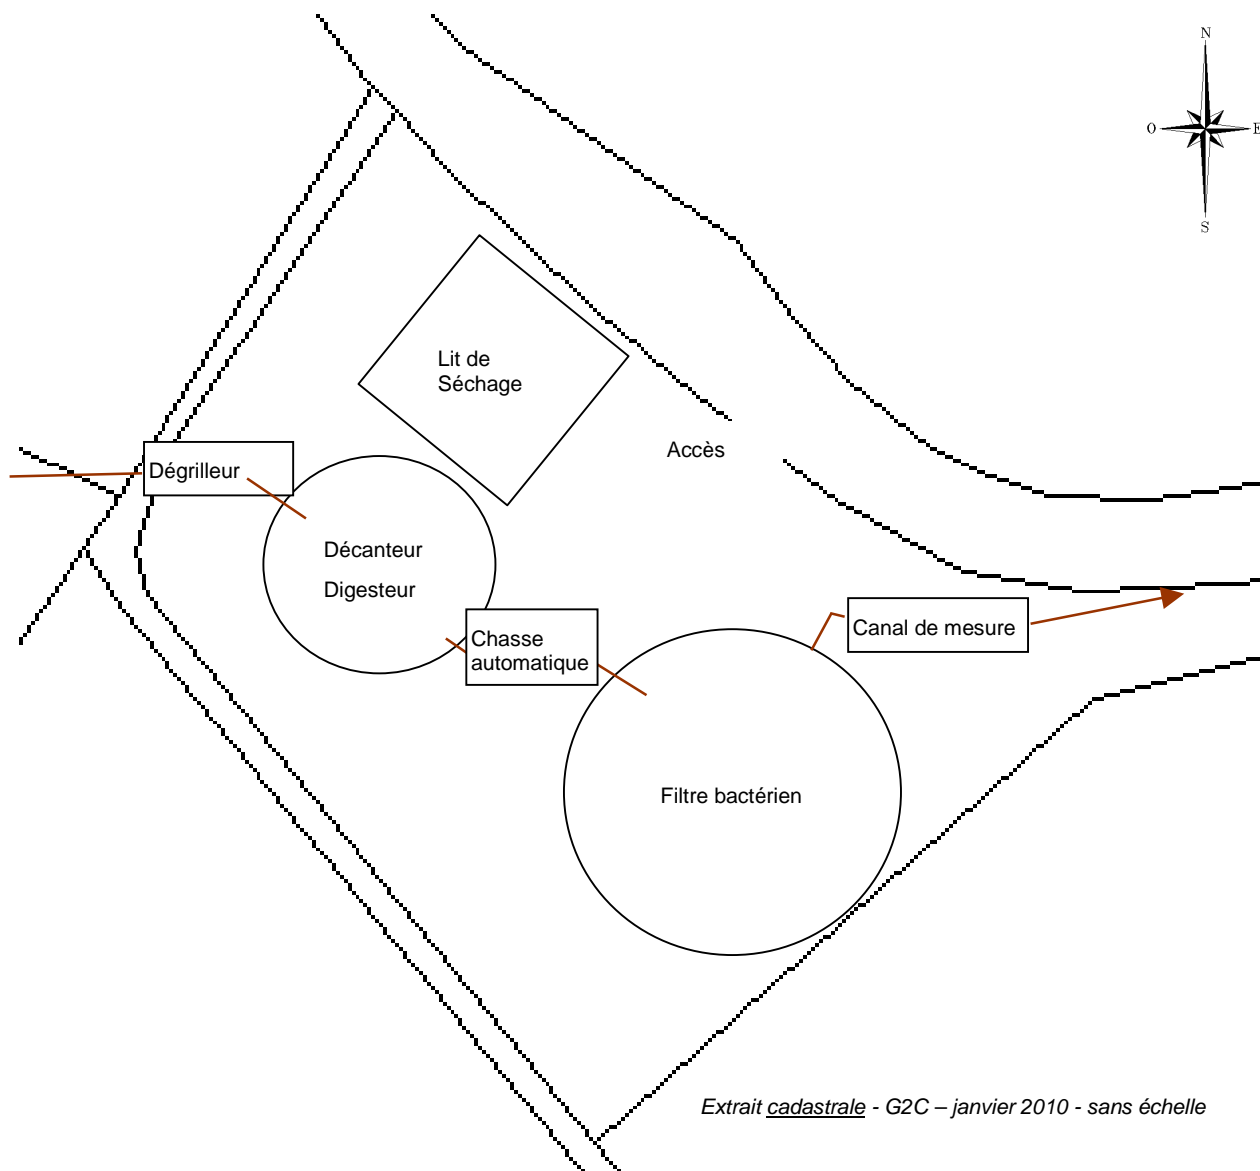 N
O
E
S
Lit de
Séchage
Accès
Dégrilleur
Décanteur
Digesteur
Chasse
automatique
Canal de mesure
Filtre bactérien
Extrait cadastrale - G2C – janvier 2010 - sans échelle